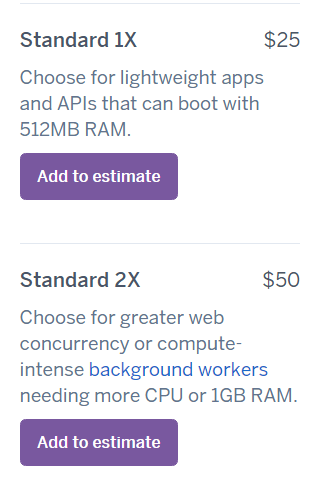 Standard 1X $25
Choose for lightweight apps
and APIs that can boot with
512MB RAM.
Add to estimate
Standard 2X $50
Choose for greater web
concurrency or compute-
intense background workers
needing more CPU or 1GB RAM.
Add to estimate